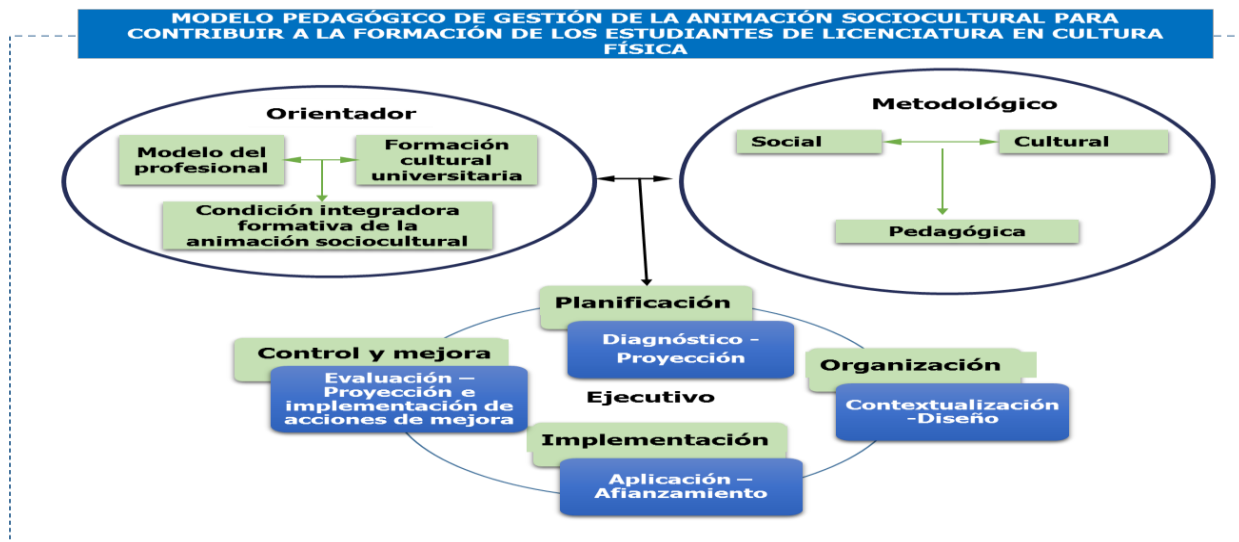 MODELO PEDAGÓGICO DE GESTIÓN DE LA ANIMACIÓN SOCIOCULTURAL PARA
CONTRIBUIR A LA FORMACIÓN DE LOS ESTUDIANTES DE LICENCIATURA EN CULTURA
FÍSICA
Orientador
Modelo del
profesional
Formación
cultural
universitaria
Condición integradora
formativa de la
animación sociocultural
Metodológico
Social
Cultural
Pedagógica
Planificación
Diagnóstico -
Proyección
Control y mejora
Evaluación –
Proyección e
implementación de
acciones de mejora
Organización
Contextualización
-Diseño
Ejecutivo
Implementación
Aplicación –
Afianzamiento